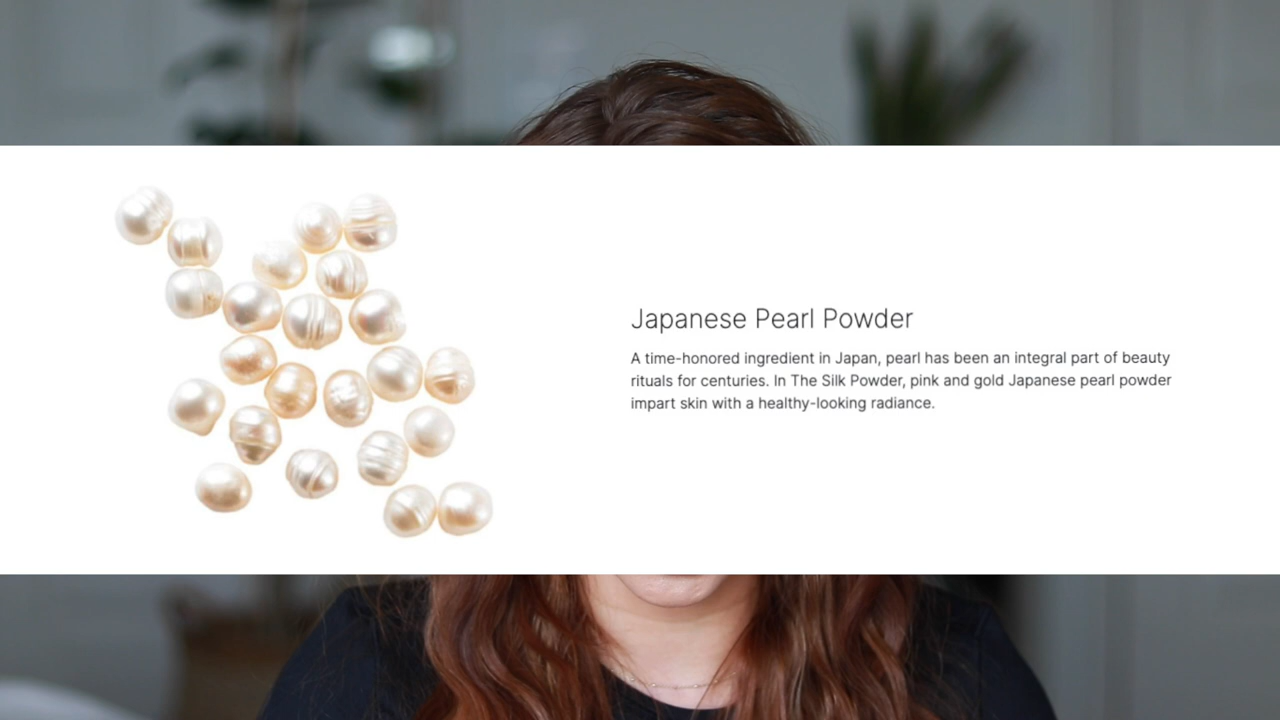 Japanese Pearl Powder
A time-honored ingredient in Japan, pearl has been an integral part of beauty
rituals for centuries. In The Silk Powder, pink and gold Japanese pearl powder
impart skin with a healthy-looking radiance.